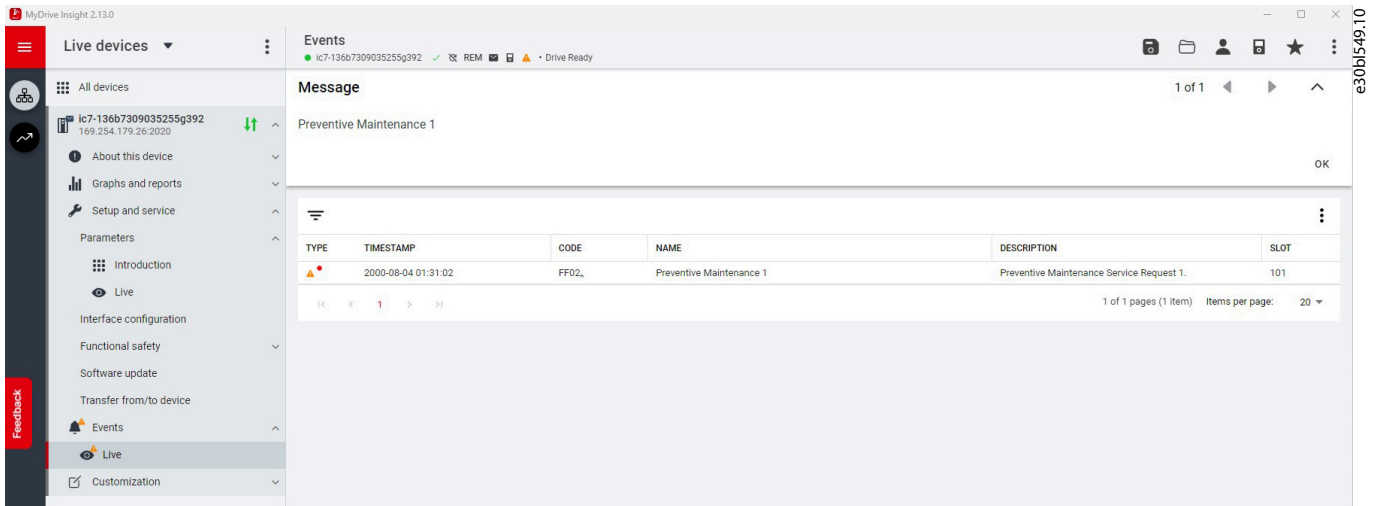 MyDrive Insight 2.13.0
Live devices
Events
ic7-136b7309035255g392 REM • Drive Ready
All devices
ic7-136b7309035255g392
169.254.179.26:2020
About this device
Graphs and reports
Setup and service
Parameters
Introduction
Live
Interface configuration
Functional safety
Software update
Transfer from/to device
Events
Live
Customization
Feedback
Message
1 of 1
Preventive Maintenance 1
OK
TYPE TIMESTAMP CODE NAME DESCRIPTION SLOT
2000-08-04 01:31:02 FF02 Preventive Maintenance 1 Preventive Maintenance Service Request 1. 101
1 1 of 1 pages (1 item) Items per page: 20
e30bl549.10